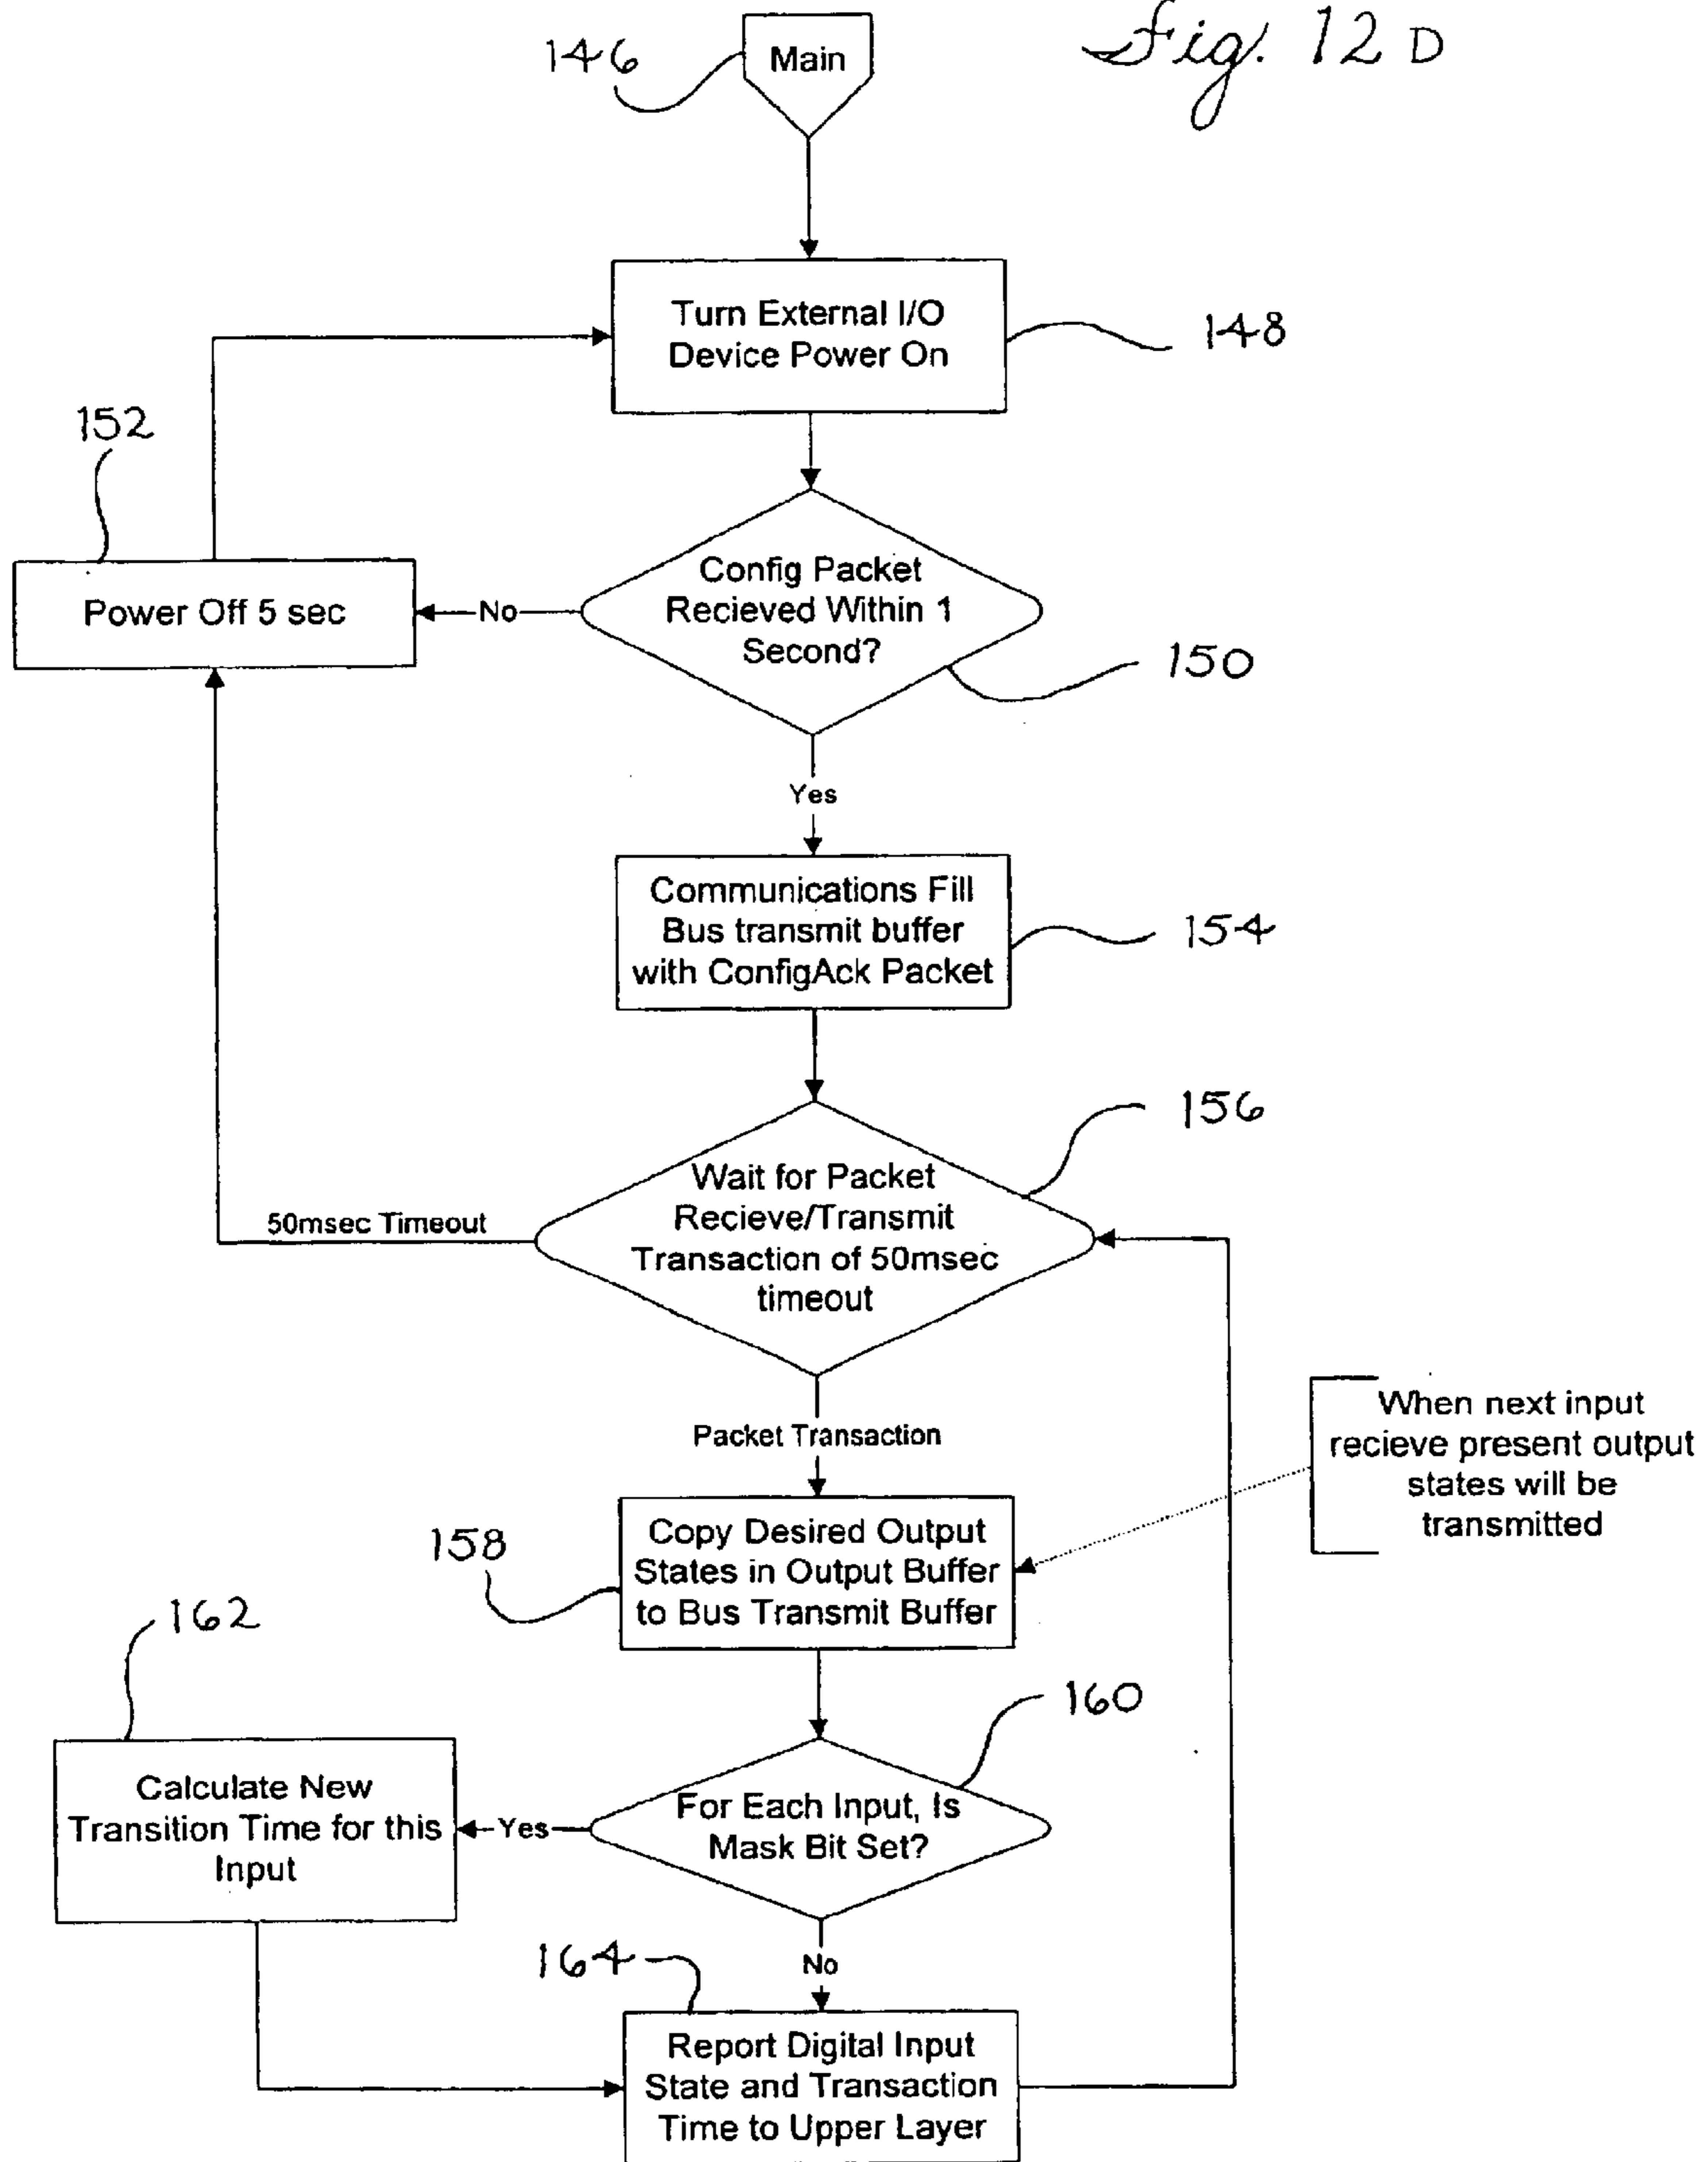 Fig. 12 D
146
Main
Turn External I/O
Device Power On
148
152
Power Off 5 sec
No
Config Packet
Recieved Within 1
Second?
150
Yes
Communications Fill
Bus transmit buffer
with ConfigAck Packet
154
156
Wait for Packet
Recieve/Transmit
Transaction of 50msec
timeout
50msec Timeout
Packet Transaction
When next input
recieve present output
states will be
transmitted
158
Copy Desired Output
States in Output Buffer
to Bus Transmit Buffer
162
160
Calculate New
Transition Time for this
Input
Yes
For Each Input, Is
Mask Bit Set?
164
No
Report Digital Input
State and Transaction
Time to Upper Layer